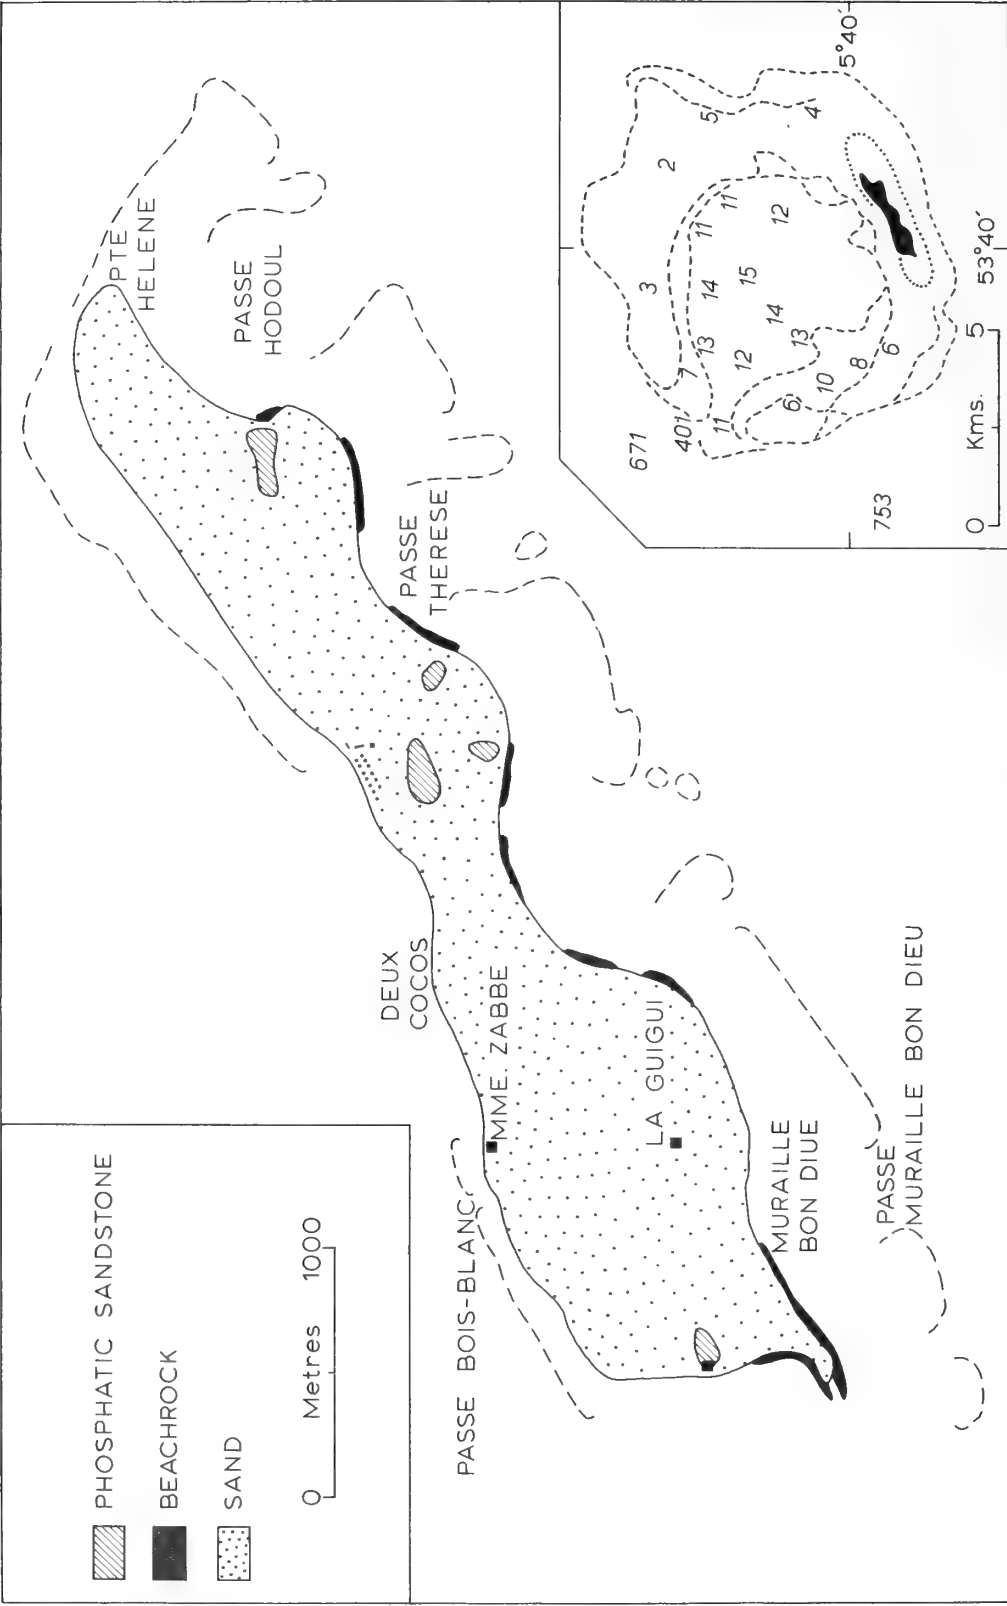 PHOSPHATIC SANDSTONE
BEACHROCK
SAND
0 Metres 1000
PTE
HELENE
PASSE
HODOUL
PASSE
THERESE
DEUX
COCOS
MME. ZABBE
LA GUIGUI
PASSE BOIS-BLANC
MURAILLE
BON DIUE
PASSE
MURAILLE BON DIEU
5°40′
53°40′
0 Kms. 5
671
401
753
2
3
5
4
7
11
11
11
12
14
15
14
13
13
12
6
10
8
6